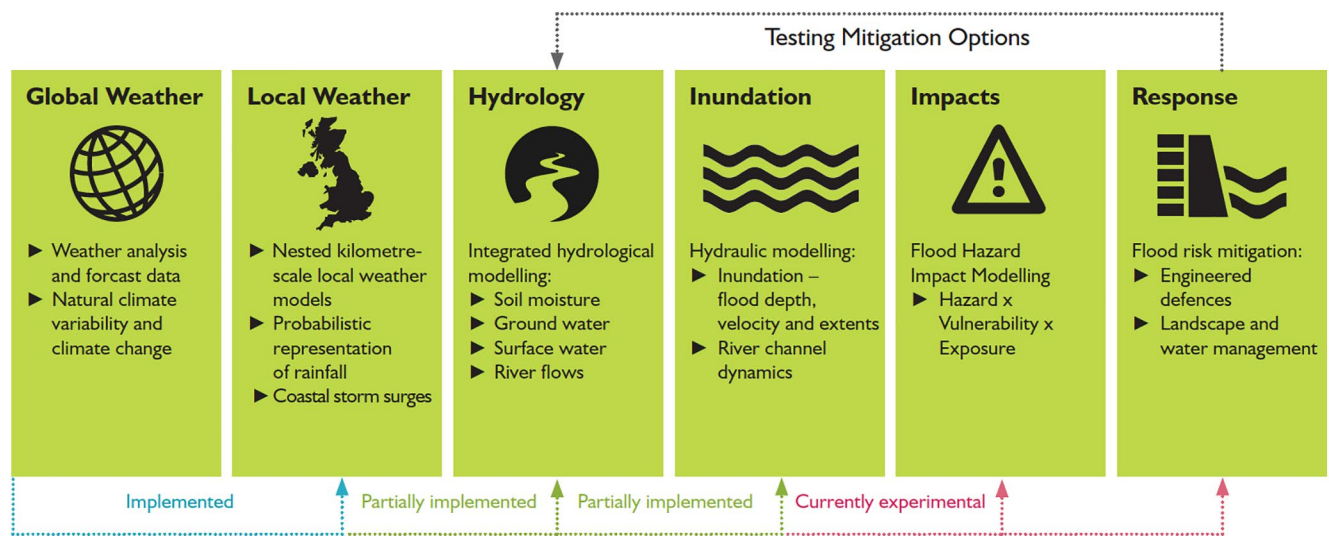 Testing Mitigation Options
Global Weather
► Weather analysis
and forcast data
► Natural climate
variability and
climate change
Local Weather
► Nested kilometre-
scale local weather
models
► Probabilistic
representation
of rainfall
► Coastal storm surges
Hydrology
Integrated hydrological
modelling:
► Soil moisture
► Ground water
► Surface water
► River flows
Inundation
Hydraulic modelling:
► Inundation –
flood depth,
velocity and extents
► River channel
dynamics
Impacts
Flood Hazard
Impact Modelling
► Hazard x
Vulnerability x
Exposure
Response
Flood risk mitigation:
► Engineered
defences
► Landscape and
water management
Implemented
Partially implemented
Partially implemented
Currently experimental